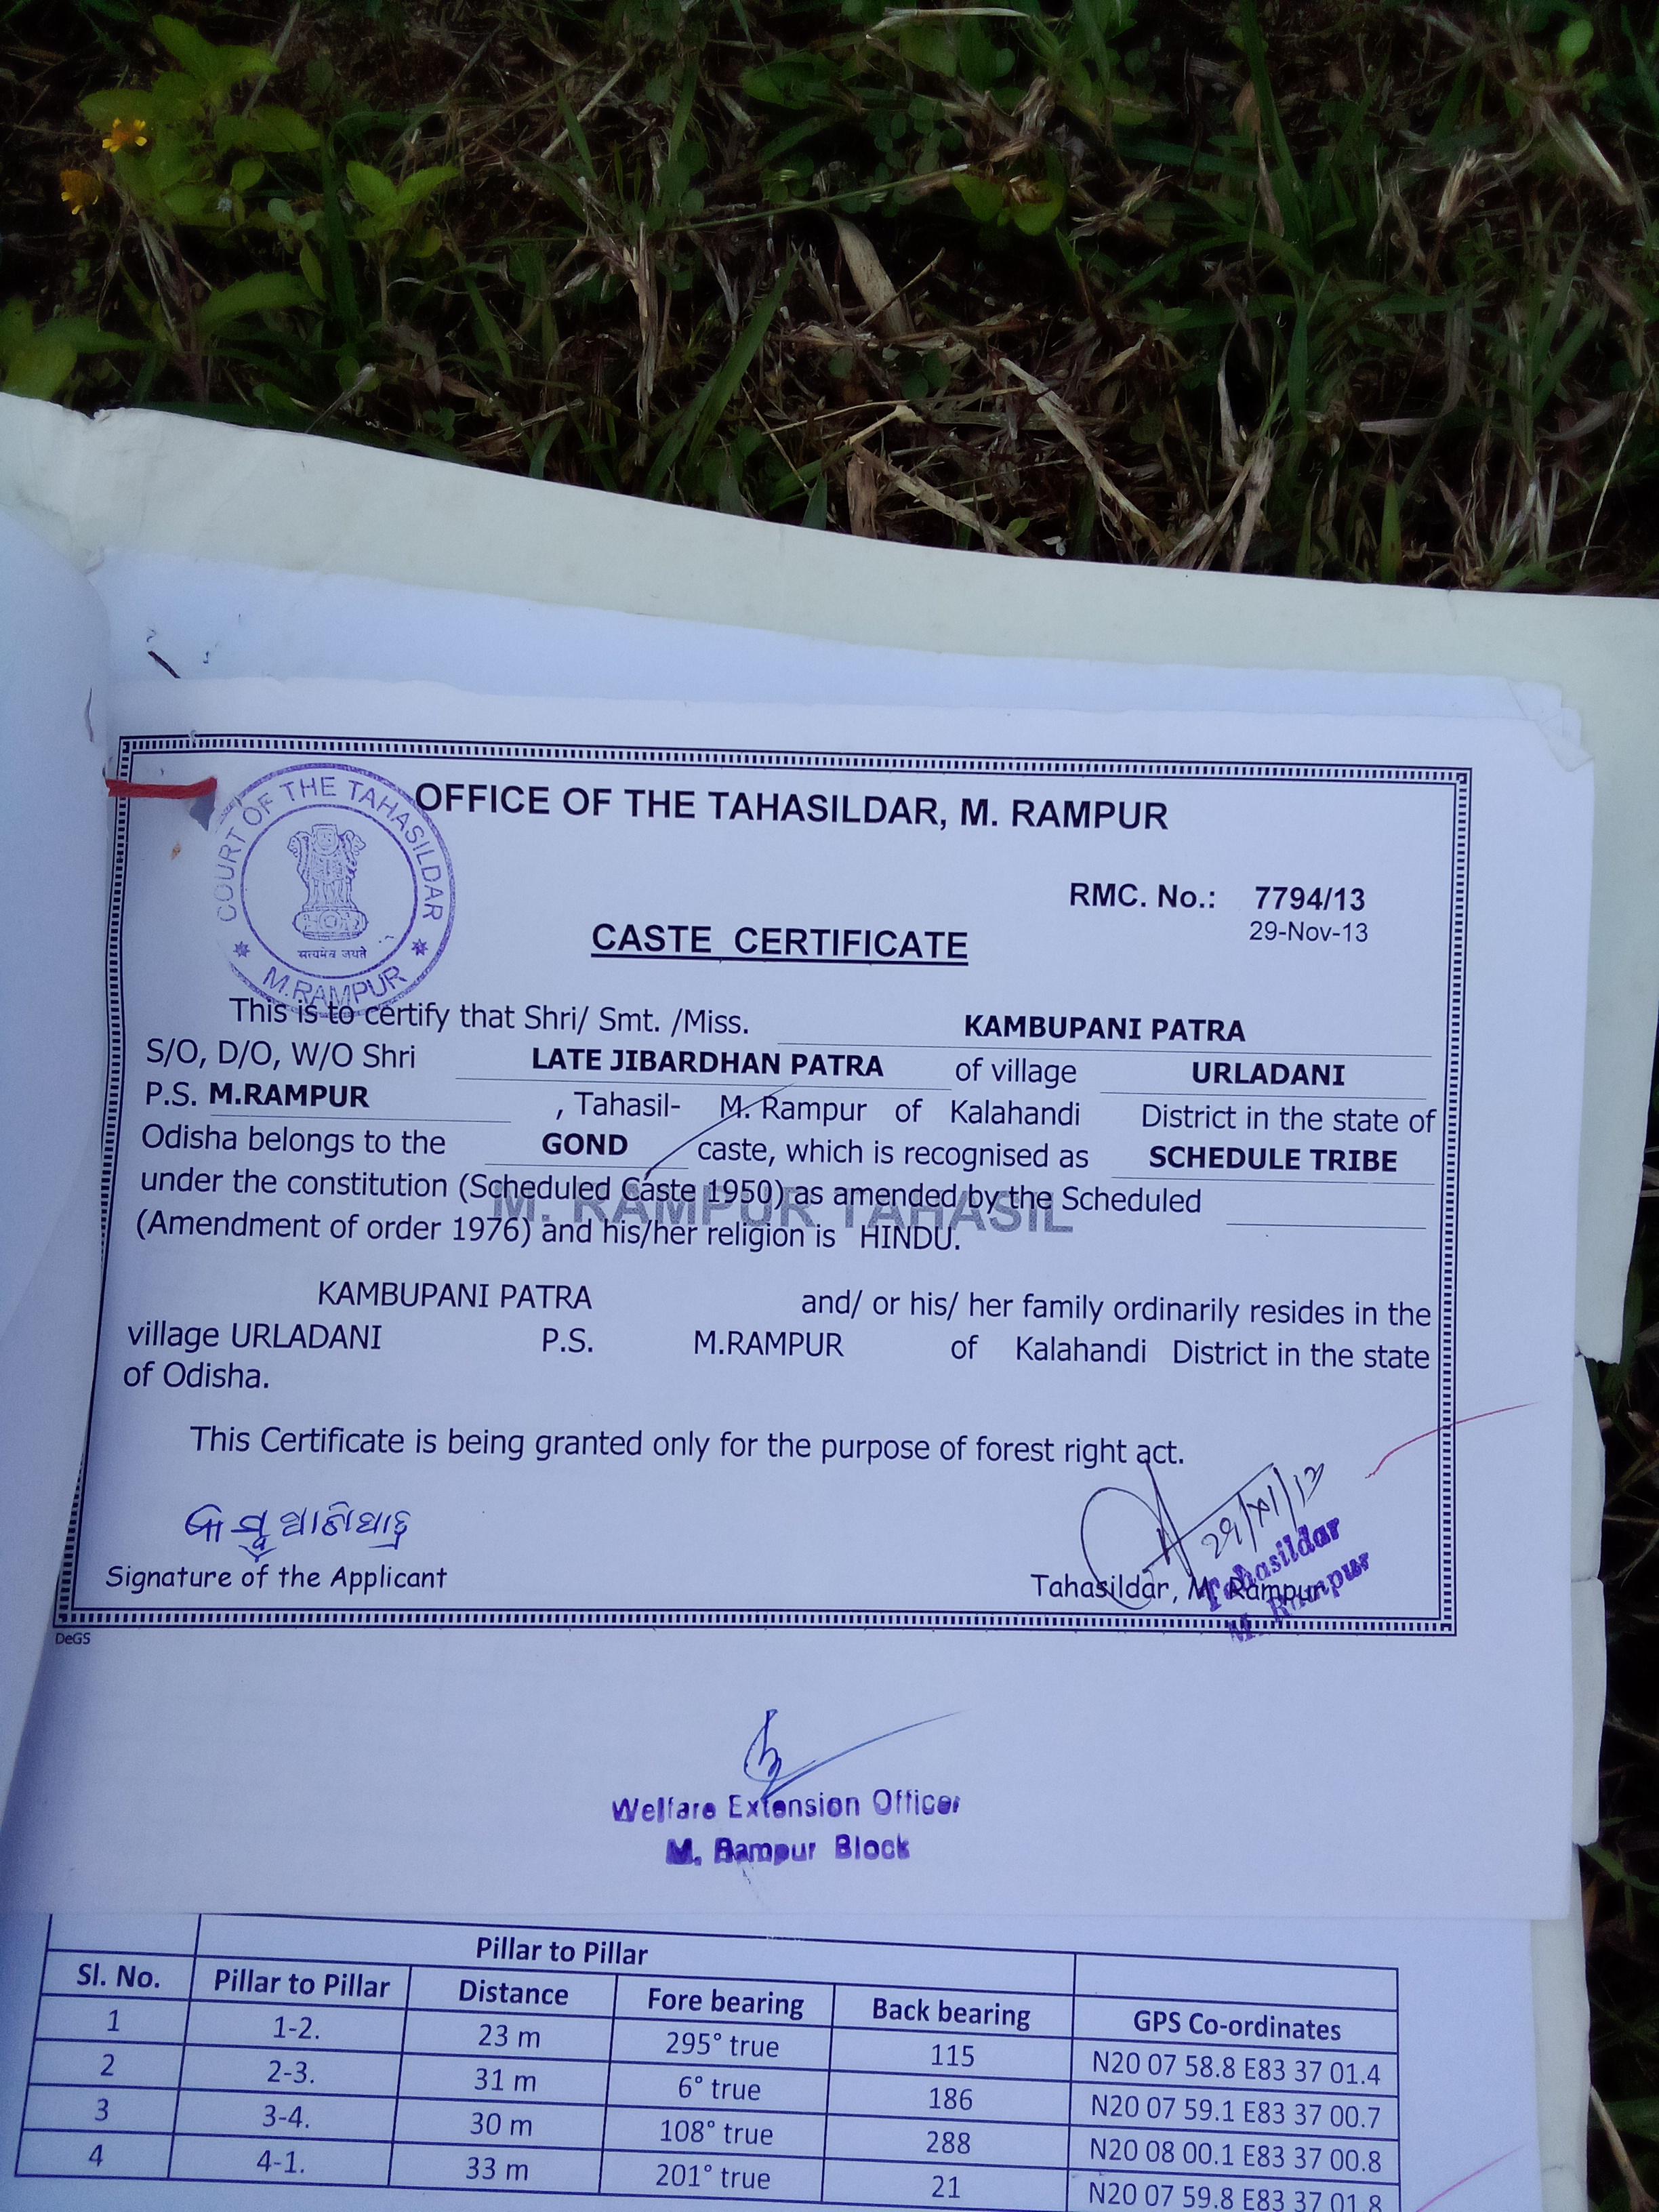 COURT OF THE TAHASILDAR
M.RAMPUR
सत्यमेव जयते
OFFICE OF THE TAHASILDAR, M. RAMPUR
RMC. No.: 7794/13
29-Nov-13
CASTE CERTIFICATE
This is to certify that Shri/ Smt. /Miss. KAMBUPANI PATRA
S/O, D/O, W/O Shri LATE JIBARDHAN PATRA of village URLADANI
P.S. M.RAMPUR , Tahasil- M. Rampur of Kalahandi District in the state of
Odisha belongs to the GOND caste, which is recognised as SCHEDULE TRIBE
under the constitution (Scheduled Caste 1950) as amended by the Scheduled
M. RAMPUR TAHASIL
(Amendment of order 1976) and his/her religion is HINDU.
KAMBUPANI PATRA and/ or his/ her family ordinarily resides in the
village URLADANI P.S. M.RAMPUR of Kalahandi District in the state
of Odisha.
This Certificate is being granted only for the purpose of forest right act.
Signature of the Applicant
Tahasildar, M. Rampur
Tahasildar
M. Rampur
DeGS
Welfare Extension Officer
M. Rampur Block
Pillar to Pillar
Sl. No. Pillar to Pillar Distance Fore bearing Back bearing GPS Co-ordinates
1 1-2. 23 m 295° true 115 N20 07 58.8 E83 37 01.4
2 2-3. 31 m 6° true 186 N20 07 59.1 E83 37 00.7
3 3-4. 30 m 108° true 288 N20 08 00.1 E83 37 00.8
4 4-1. 33 m 201° true 21 N20 07 59.8 E83 37 01.8